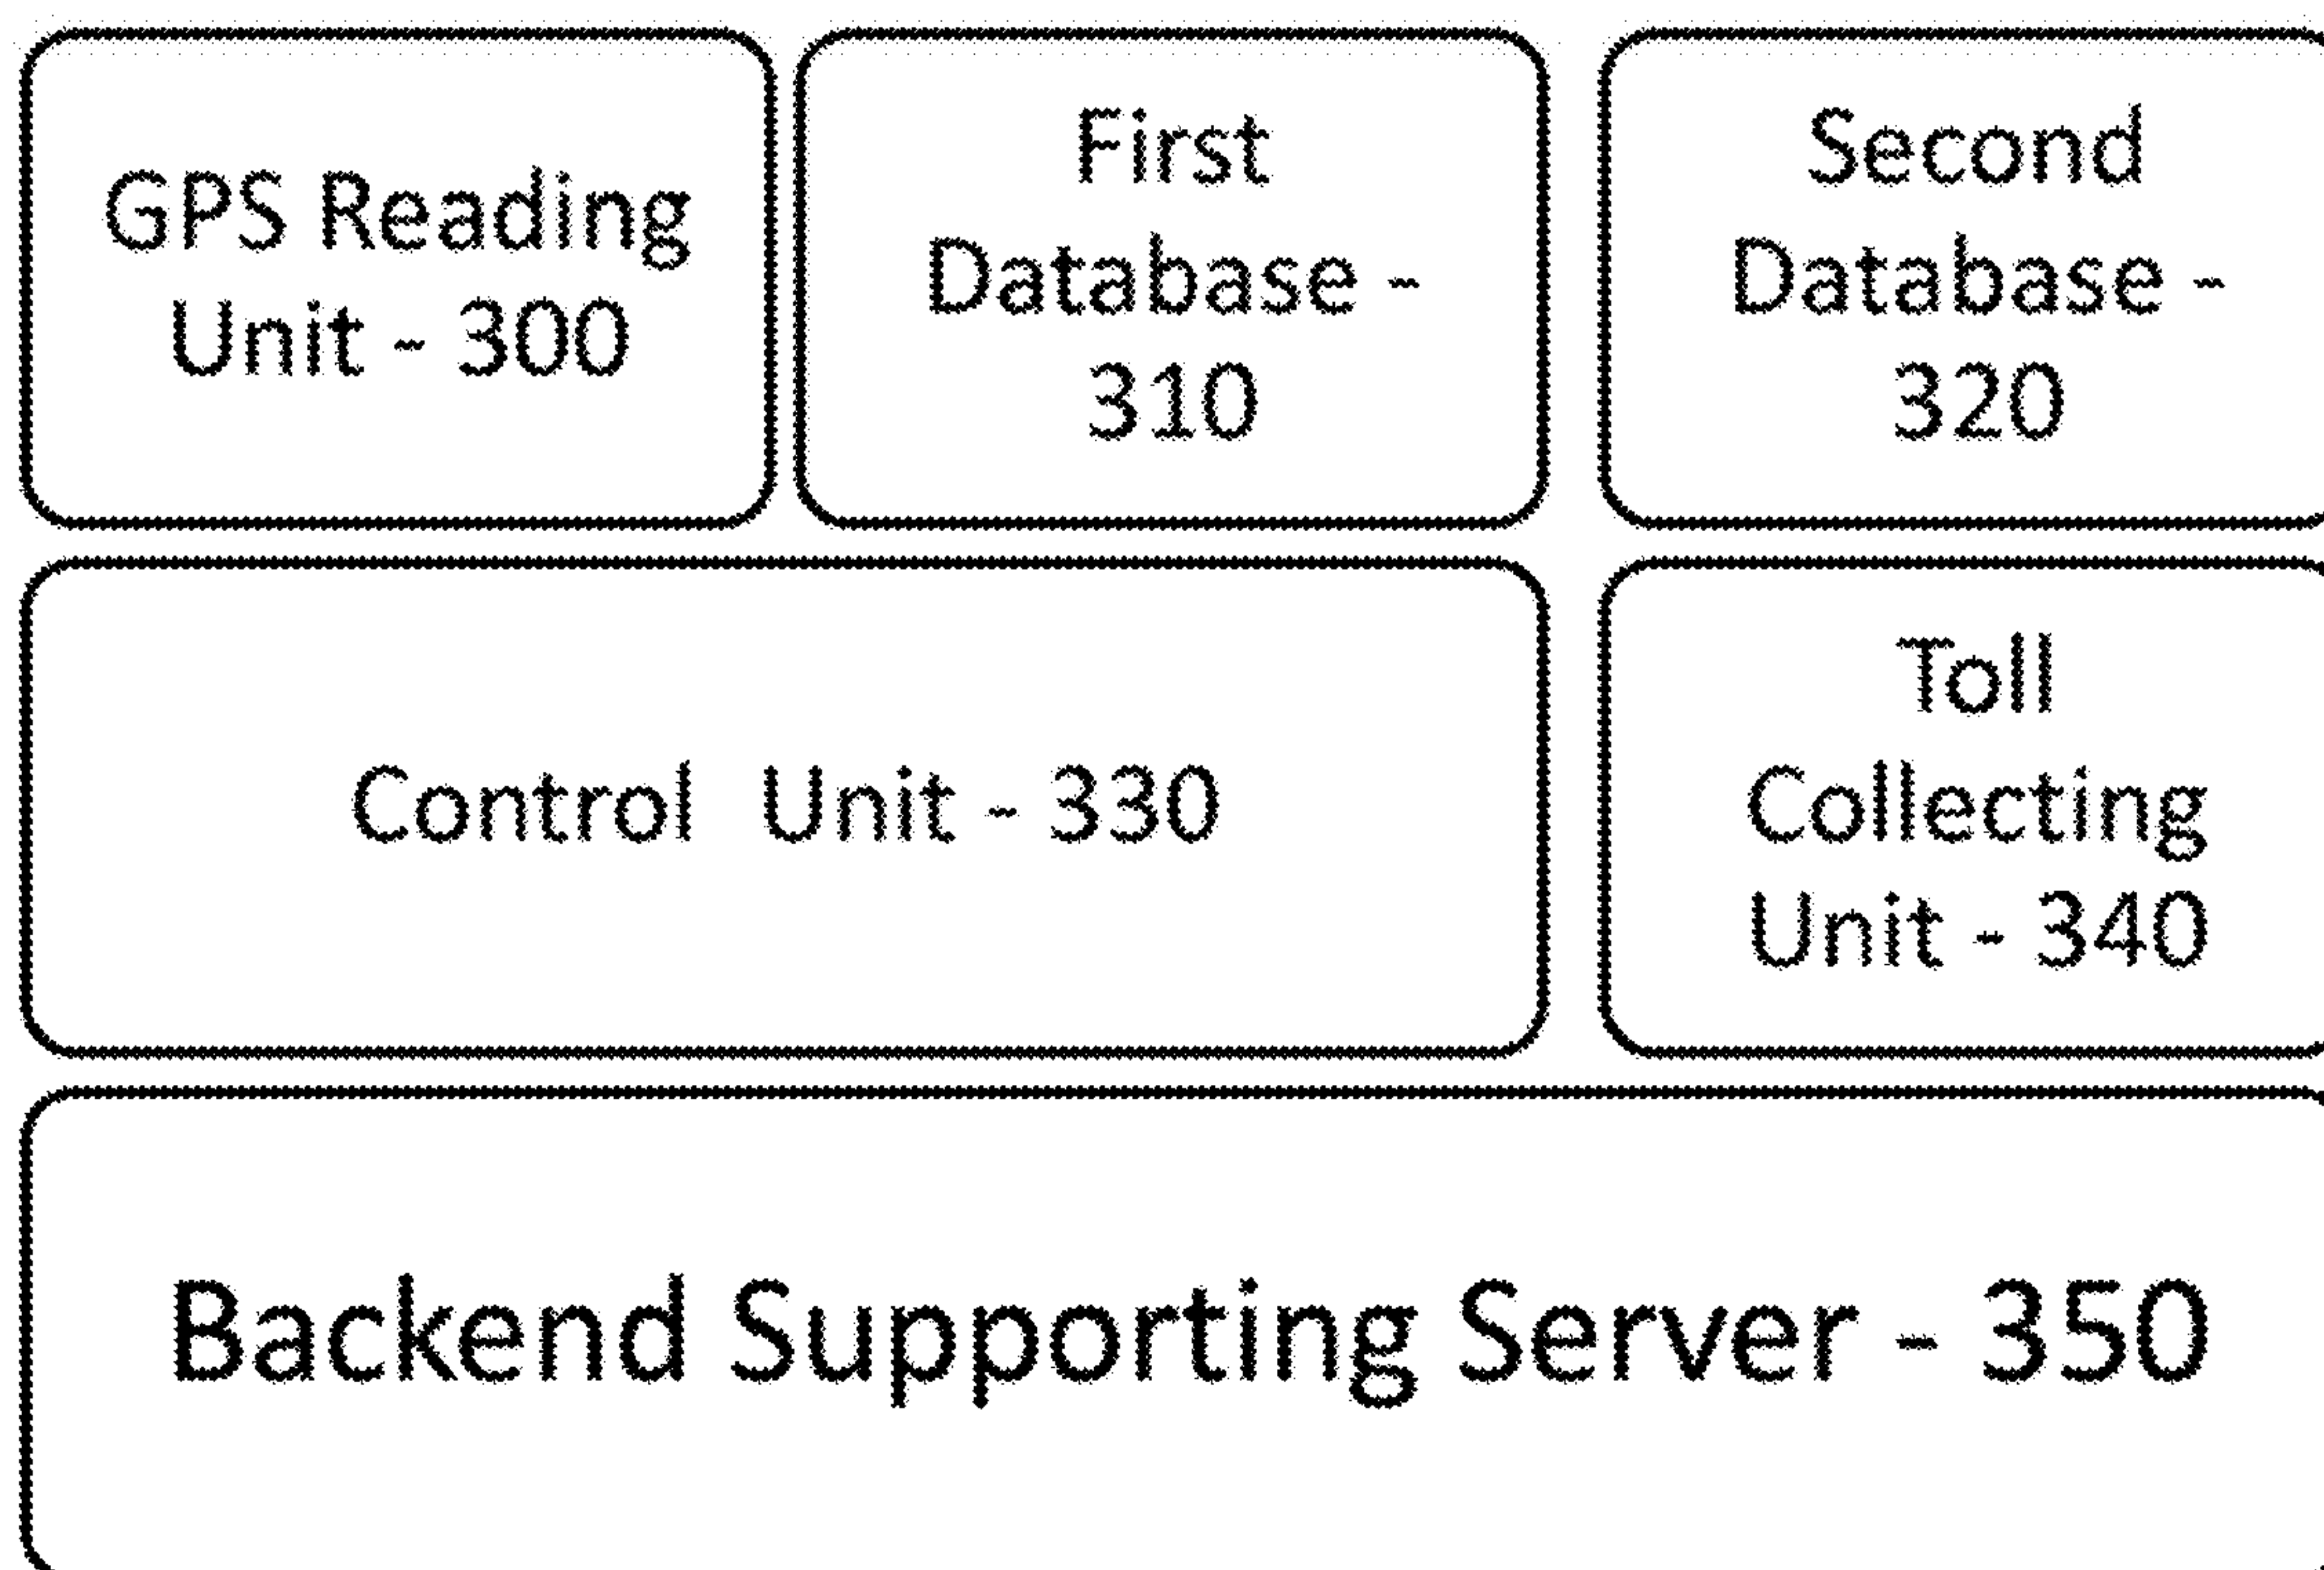 GPS Reading
Unit - 300
First
Database -
310
Second
Database -
320
Control  Unit - 330
Toll
Collecting
Unit - 340
Backend Supporting Server - 350